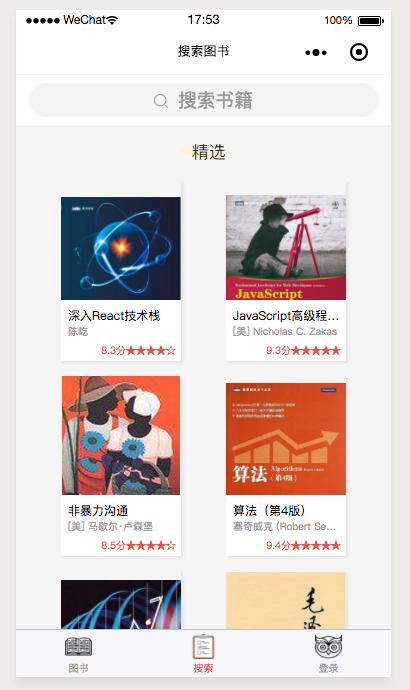 ●●●●● WeChat 17:53 100%
搜索图书
搜索书籍
精选
深入React技术栈
陈屹
8.3分★★★★☆
JavaScript
JavaScript高级程...
[美] Nicholas C. Zakas
9.3分★★★★★
非暴力沟通
[美] 马歇尔·卢森堡
8.5分★★★★☆
算法 Algorithms
(第4版)
算法（第4版）
塞奇威克 (Robert Se...
9.4分★★★★★
毛
图书 搜索 登录